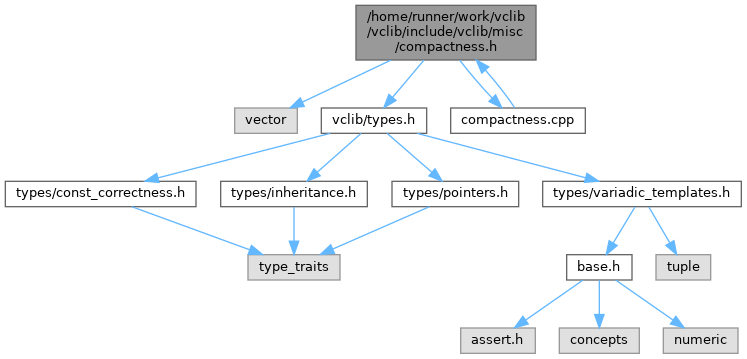 /home/runner/work/vclib
/vclib/include/vclib/misc
/compactness.h
vector
vclib/types.h
compactness.cpp
types/const_correctness.h
types/inheritance.h
types/pointers.h
types/variadic_templates.h
type_traits
base.h
tuple
assert.h
concepts
numeric